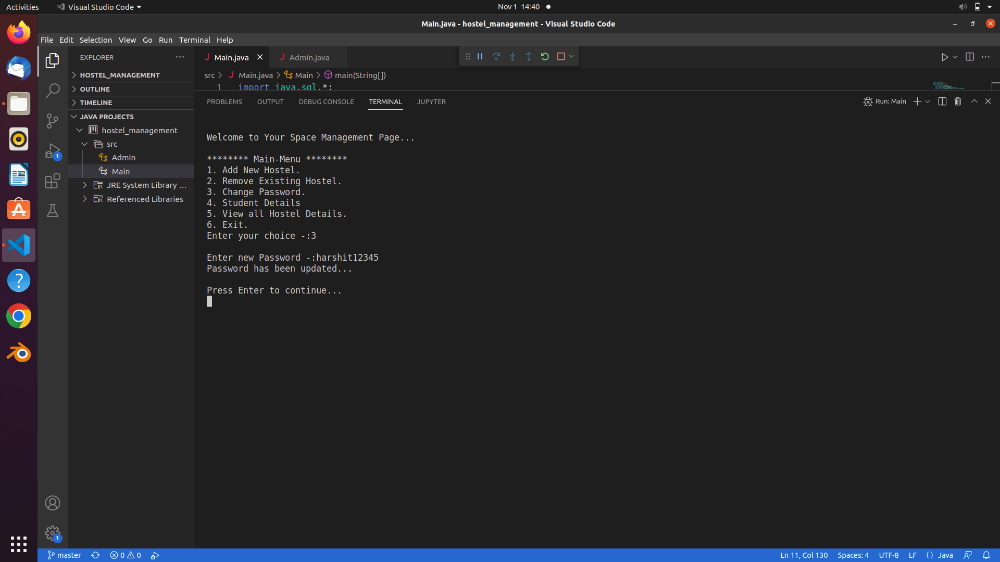 Activities
Visual Studio Code
Nov 1 14:40
Main.java - hostel_management - Visual Studio Code
File Edit Selection View Go Run Terminal Help
EXPLORER
Main.java
Admin.java
HOSTEL_MANAGEMENT
src > Main.java > Main > main(String[])
1 import java.sql.*;
OUTLINE
TIMELINE
PROBLEMS OUTPUT DEBUG CONSOLE TERMINAL JUPYTER
Run: Main
JAVA PROJECTS
hostel_management
src
Admin
Main
JRE System Library ...
Referenced Libraries
1
Welcome to Your Space Management Page...
******** Main-Menu ********
1. Add New Hostel.
2. Remove Existing Hostel.
3. Change Password.
4. Student Details
5. View all Hostel Details.
6. Exit.
Enter your choice -:3
Enter new Password -:harshit12345
Password has been updated...
Press Enter to continue...
1
master
0 0
Ln 11, Col 130 Spaces: 4 UTF-8 LF {} Java